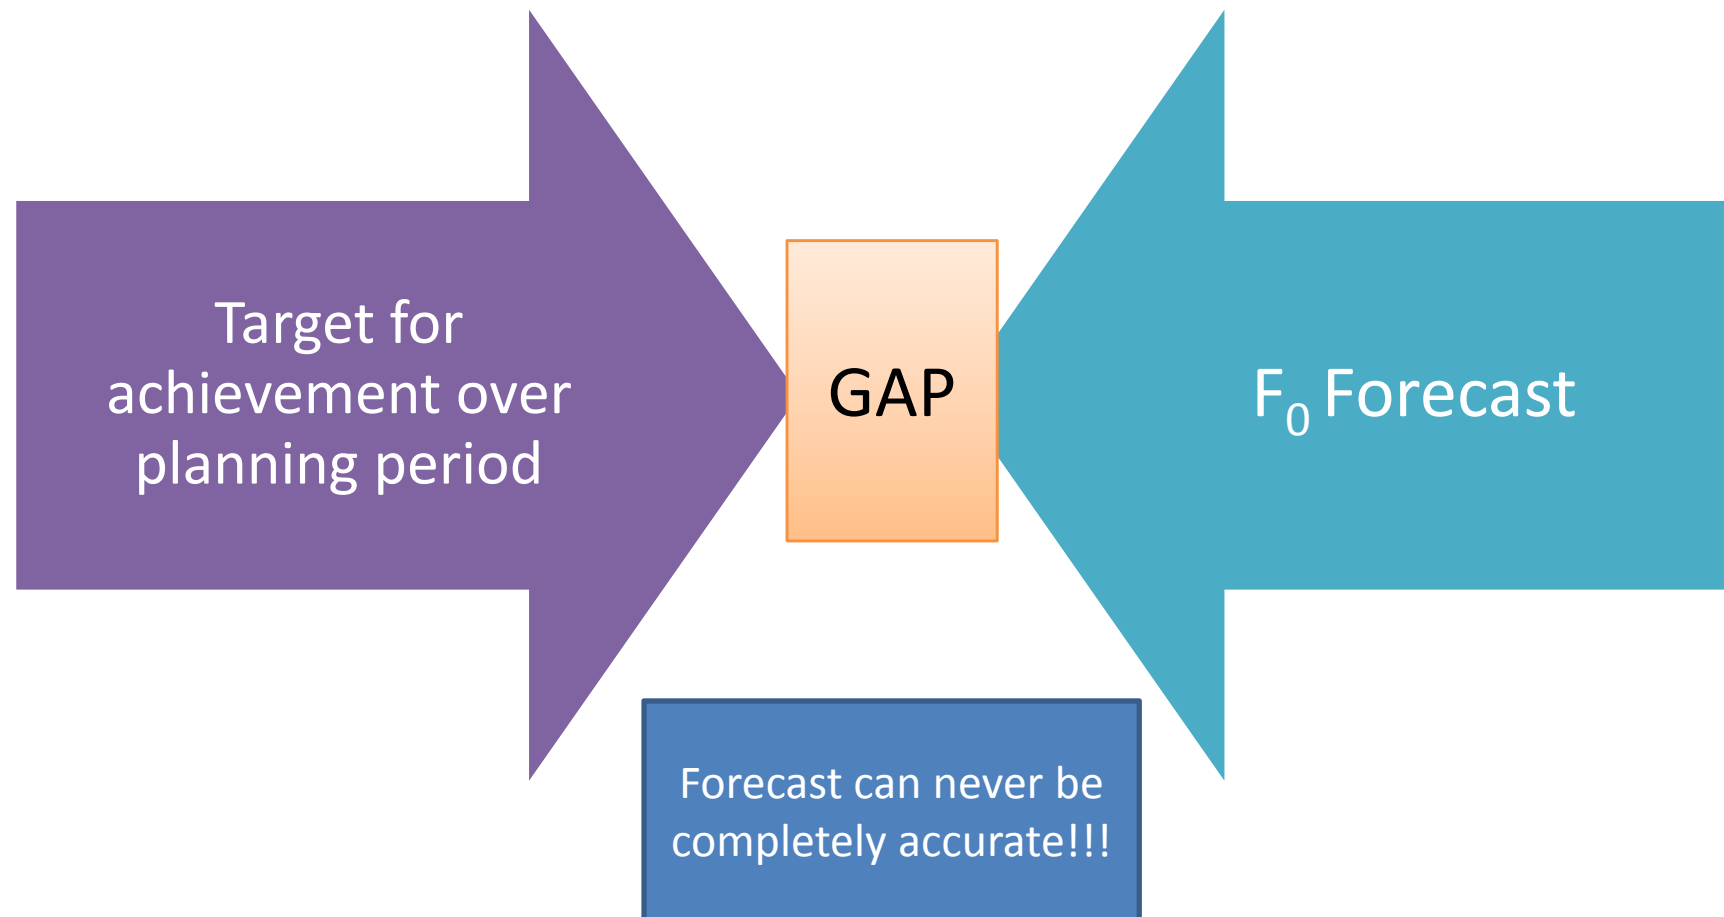 Target for
achievement over
planning period
GAP
F₀ Forecast
Forecast can never be
completely accurate!!!